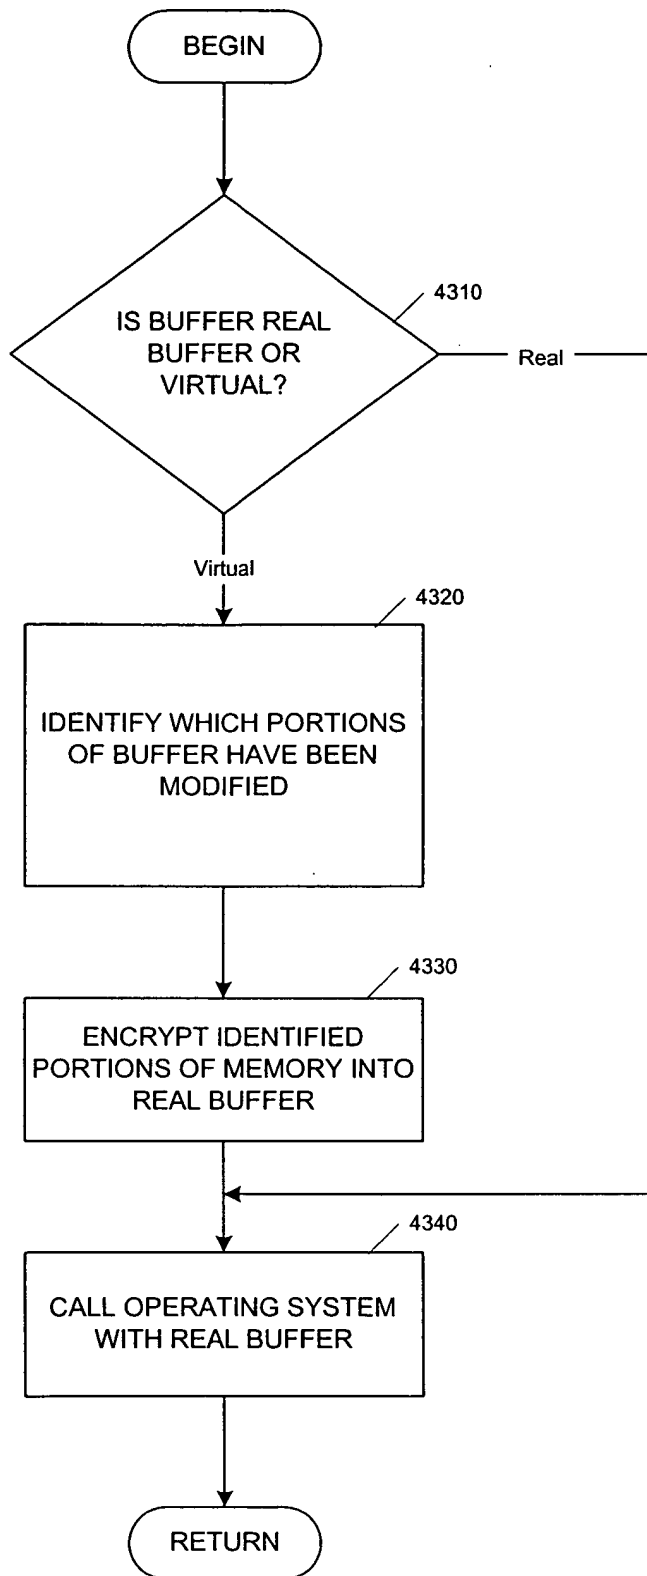 BEGIN
4310
IS BUFFER REAL
BUFFER OR
VIRTUAL?
Real
Virtual
4320
IDENTIFY WHICH PORTIONS
OF BUFFER HAVE BEEN
MODIFIED
4330
ENCRYPT IDENTIFIED
PORTIONS OF MEMORY INTO
REAL BUFFER
4340
CALL OPERATING SYSTEM
WITH REAL BUFFER
RETURN